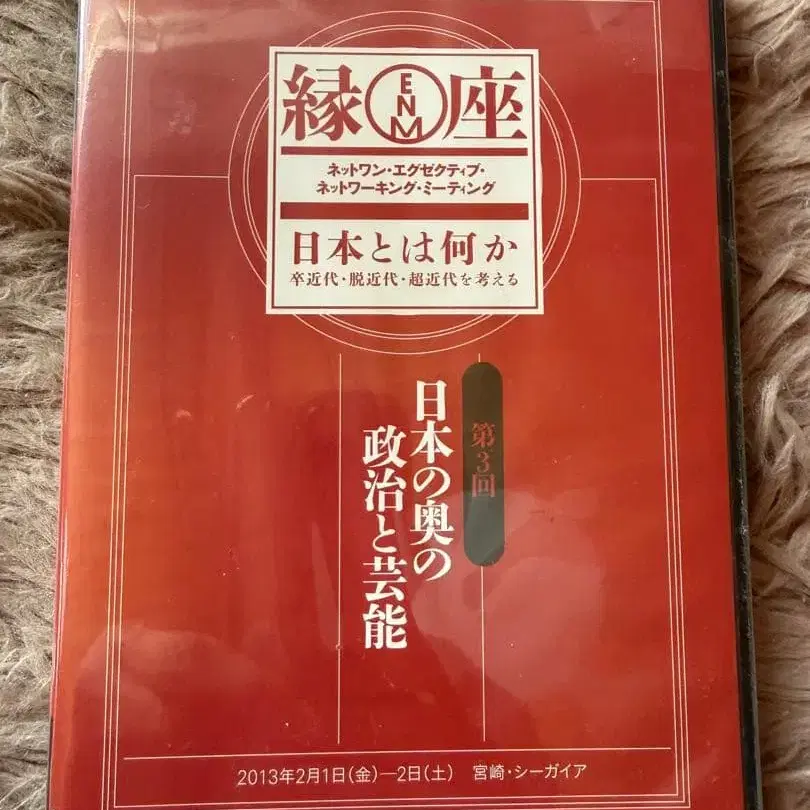 縁 ENM 座
ネットワン・エグゼクティブ・
ネットワーキング・ミーティング
日本とは何か
卒近代・脱近代・超近代を考える
第3回
日本の奥の
政治と芸能
2013年2月1日(金)—2日(土) 宮崎・シーガイア